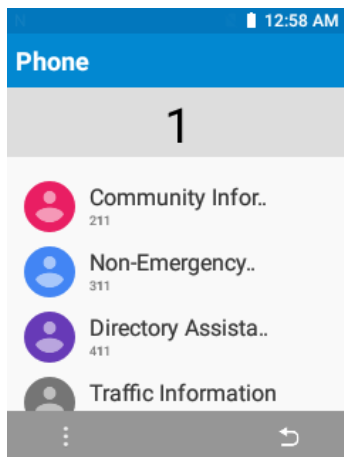 N 12:58 AM
Phone
1
Community Infor..
211
Non-Emergency..
311
Directory Assista..
411
Traffic Information